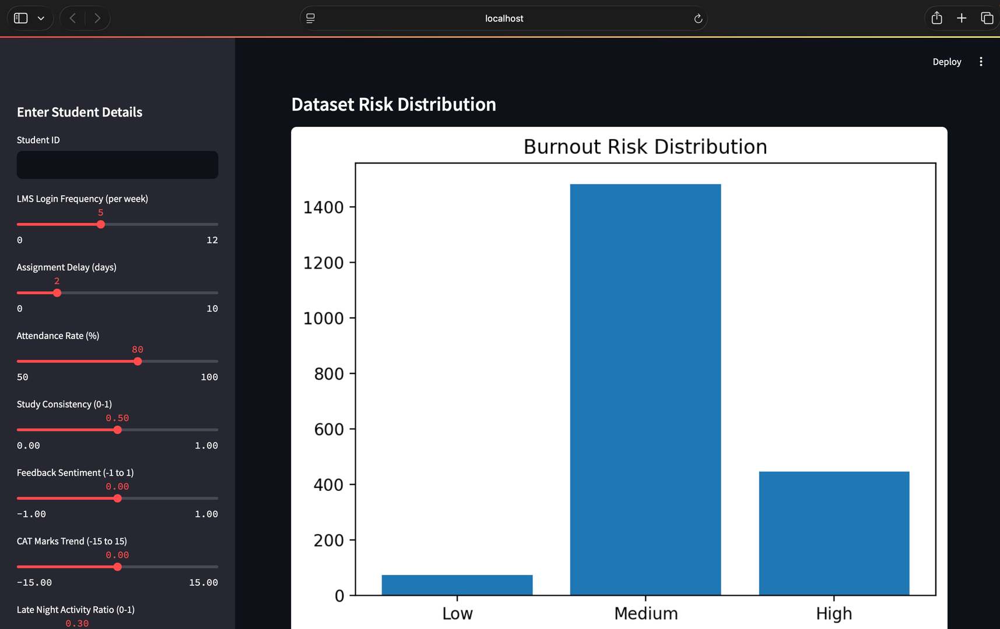 localhost
Deploy
Enter Student Details
Student ID
LMS Login Frequency (per week)
5
0 12
Assignment Delay (days)
2
0 10
Attendance Rate (%)
80
50 100
Study Consistency (0-1)
0.50
0.00 1.00
Feedback Sentiment (-1 to 1)
0.00
-1.00 1.00
CAT Marks Trend (-15 to 15)
0.00
-15.00 15.00
Late Night Activity Ratio (0-1)
0.30
Dataset Risk Distribution
Burnout Risk Distribution
1400
1200
1000
800
600
400
200
0
Low Medium High